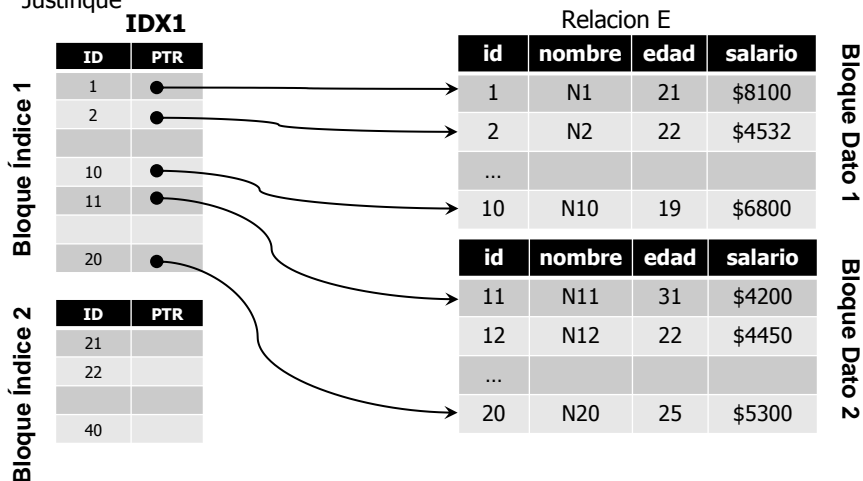 Justifique
IDX1
ID PTR
1
2
10
11
20
Bloque Índice 1
ID PTR
21
22
40
Bloque Índice 2
Relacion E
id nombre edad salario
1 N1 21 $8100
2 N2 22 $4532
...
10 N10 19 $6800
Bloque Dato 1
id nombre edad salario
11 N11 31 $4200
12 N12 22 $4450
...
20 N20 25 $5300
Bloque Dato 2